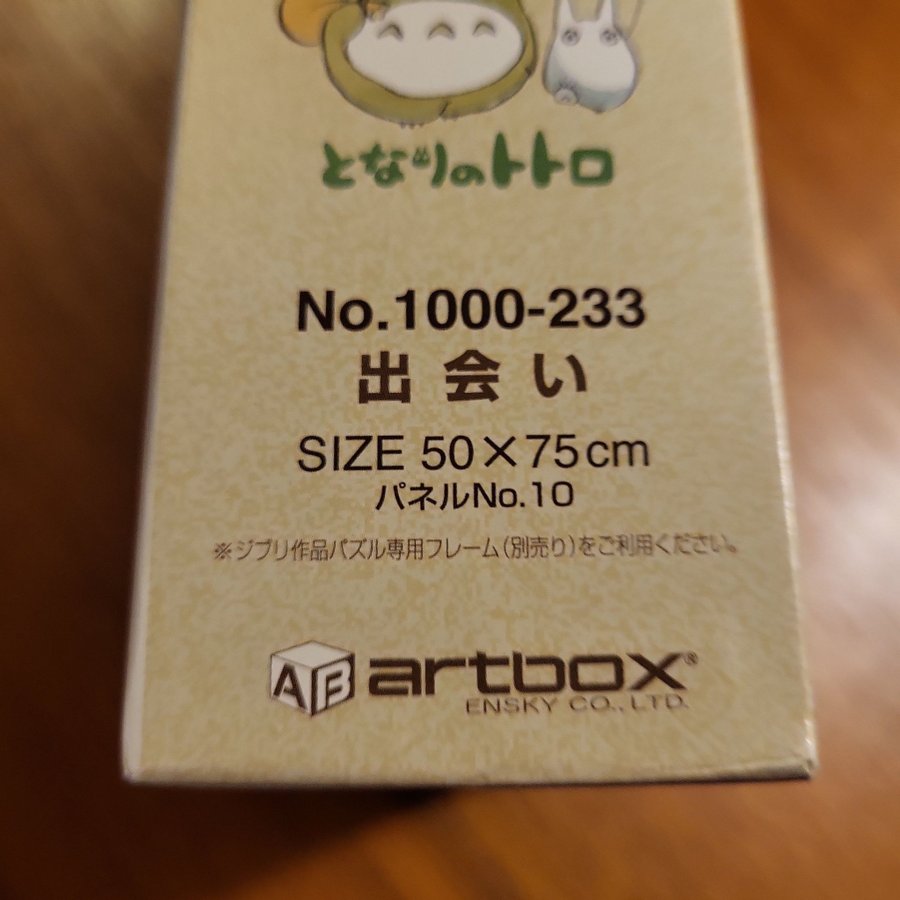 となりのトトロ
No.1000-233
出会い
SIZE 50×75cm
パネルNo.10
※ジブリ作品パズル専用フレーム(別売り)をご利用ください。
AB artbox®
ENSKY CO., LTD.